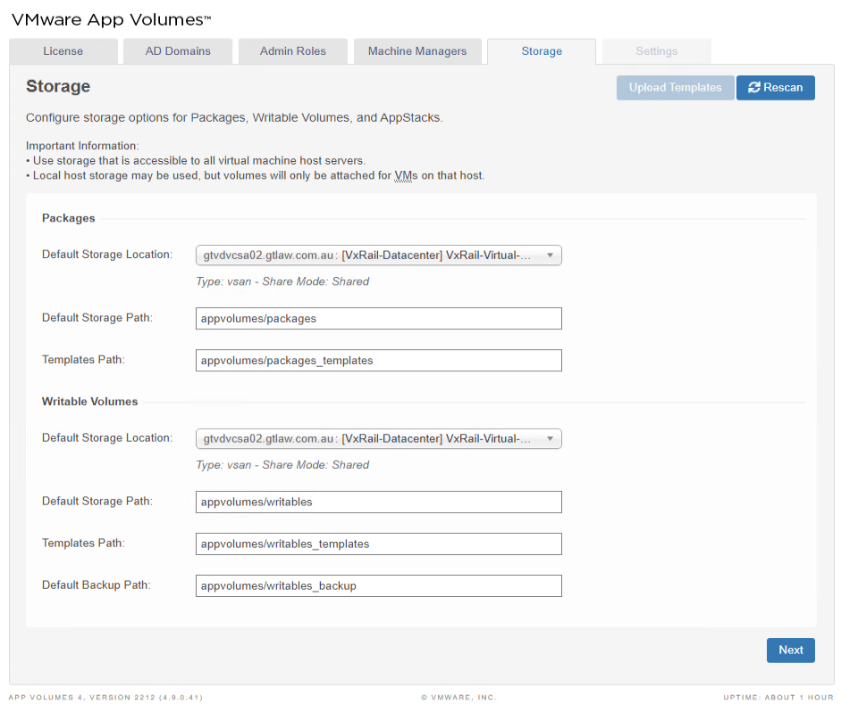 VMware App Volumes™
License AD Domains Admin Roles Machine Managers Storage Settings
Storage Upload Templates Rescan
Configure storage options for Packages, Writable Volumes, and AppStacks.
Important Information:
• Use storage that is accessible to all virtual machine host servers.
• Local host storage may be used, but volumes will only be attached for VMs on that host.
Packages
Default Storage Location: gtvdvcsa02.gtlaw.com.au: [VxRail-Datacenter] VxRail-Virtual-...
Type: vsan - Share Mode: Shared
Default Storage Path: appvolumes/packages
Templates Path: appvolumes/packages_templates
Writable Volumes
Default Storage Location: gtvdvcsa02.gtlaw.com.au: [VxRail-Datacenter] VxRail-Virtual-...
Type: vsan - Share Mode: Shared
Default Storage Path: appvolumes/writables
Templates Path: appvolumes/writables_templates
Default Backup Path: appvolumes/writables_backup
Next
APP VOLUMES 4, VERSION 2212 (4.9.0.41) © VMWARE, INC. UPTIME: ABOUT 1 HOUR